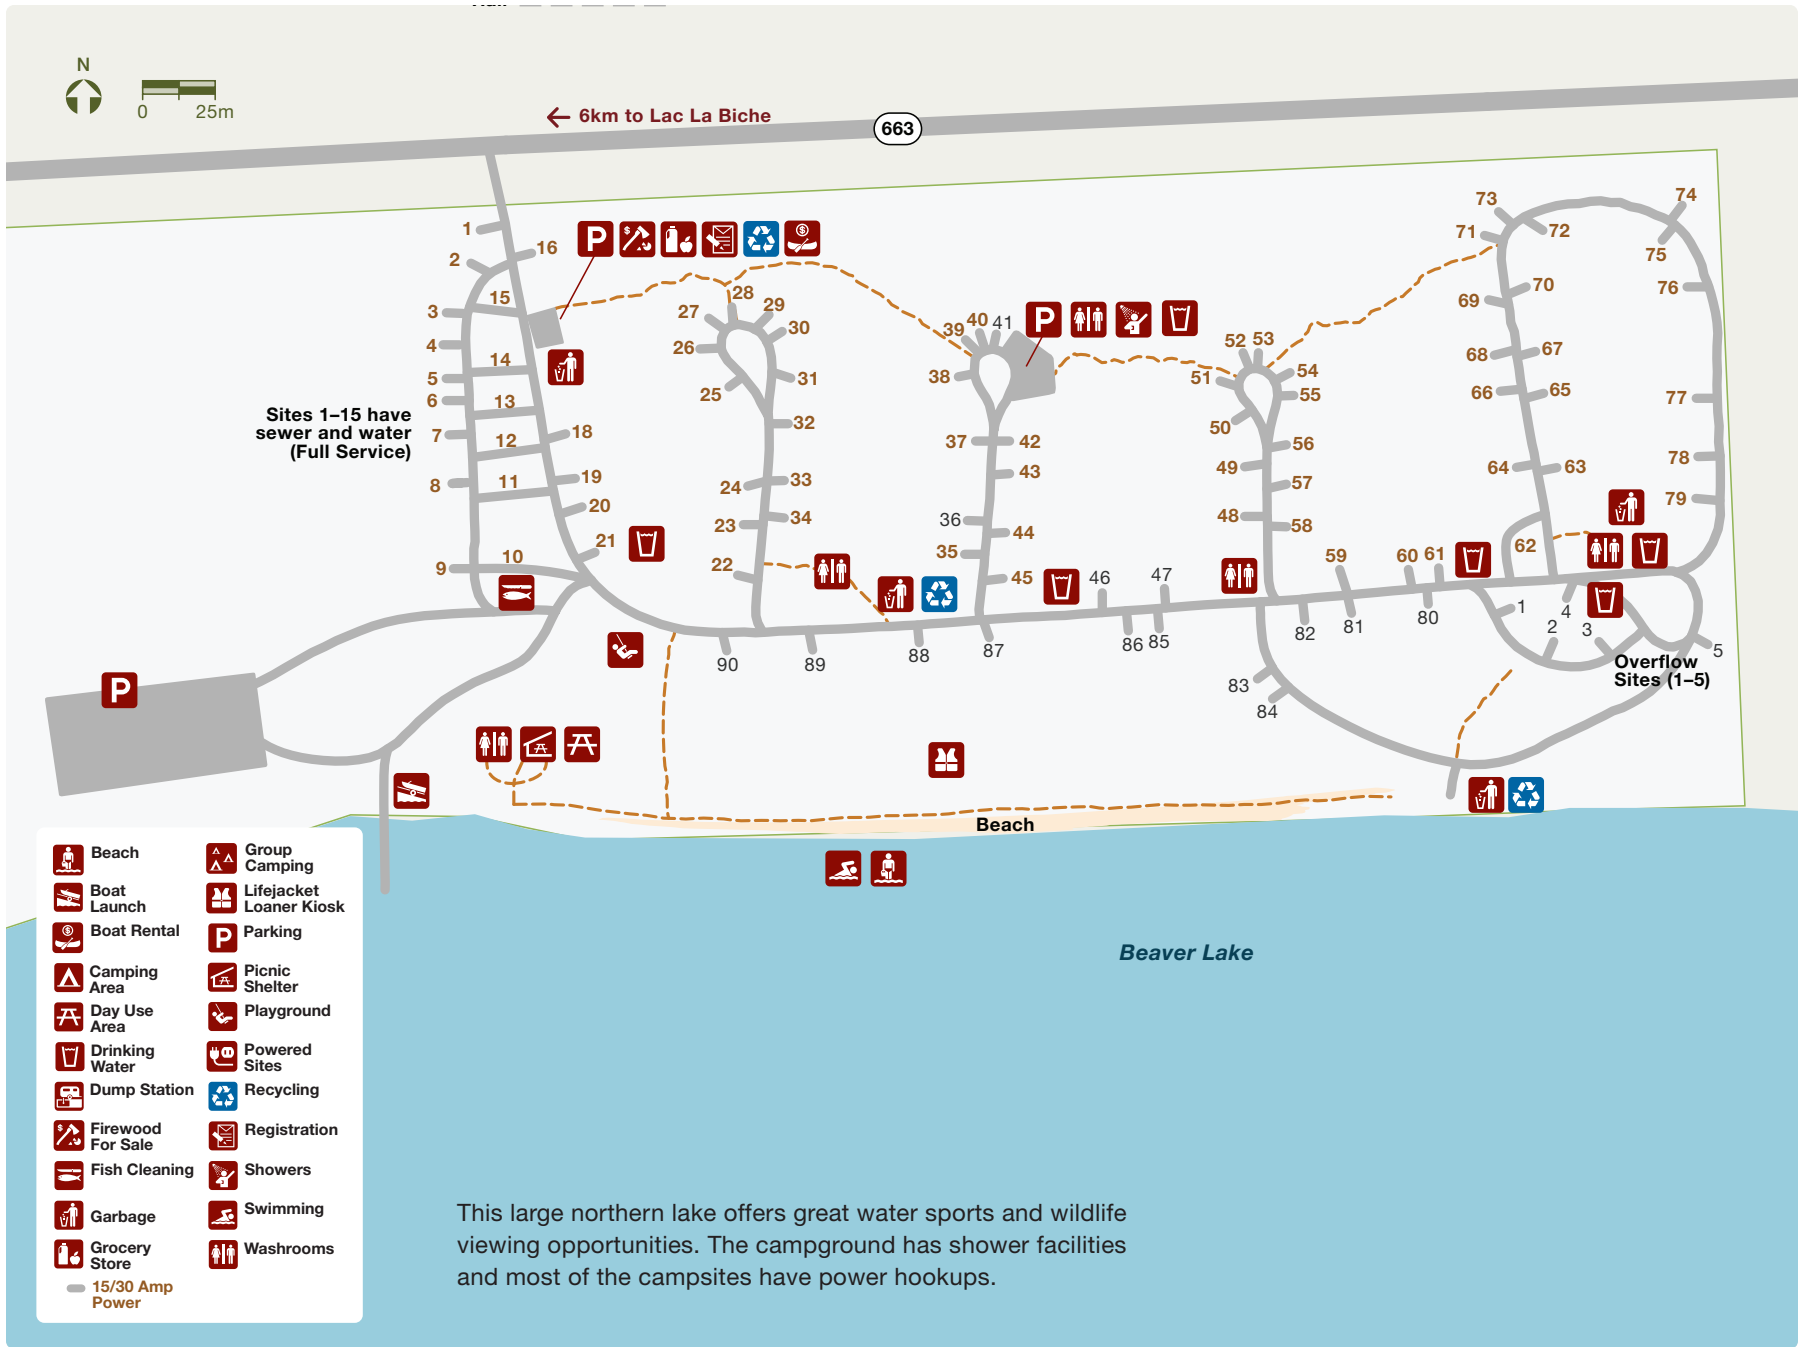 N
0 25m
6km to Lac La Biche
663
73
74
1
71
72
16
P
2
75
70
76
15
28
69
3
27
29
40
41
P
30
39
52
53
4
26
68
67
14
38
51
54
5
31
25
66
65
55
77
6
13
Sites 1–15 have
sewer and water
(Full Service)
32
50
7
12
18
37
42
56
78
8
11
19
24
33
43
49
64
63
57
79
20
23
34
36
48
58
44
21
62
9
10
22
35
59
60
61
45
46
47
1
4
90
89
88
87
86
85
82
81
80
2
3
5
Overflow
Sites (1–5)
P
83
84
Beach
Beach
Boat
Launch
Boat Rental
Camping
Area
Day Use
Area
Drinking
Water
Dump Station
Firewood
For Sale
Fish Cleaning
Garbage
Grocery
Store
15/30 Amp
Power
Group
Camping
Lifejacket
Loaner Kiosk
P
Parking
Picnic
Shelter
Playground
Powered
Sites
Recycling
Registration
Showers
Swimming
Washrooms
Beaver Lake
This large northern lake offers great water sports and wildlife
viewing opportunities. The campground has shower facilities
and most of the campsites have power hookups.